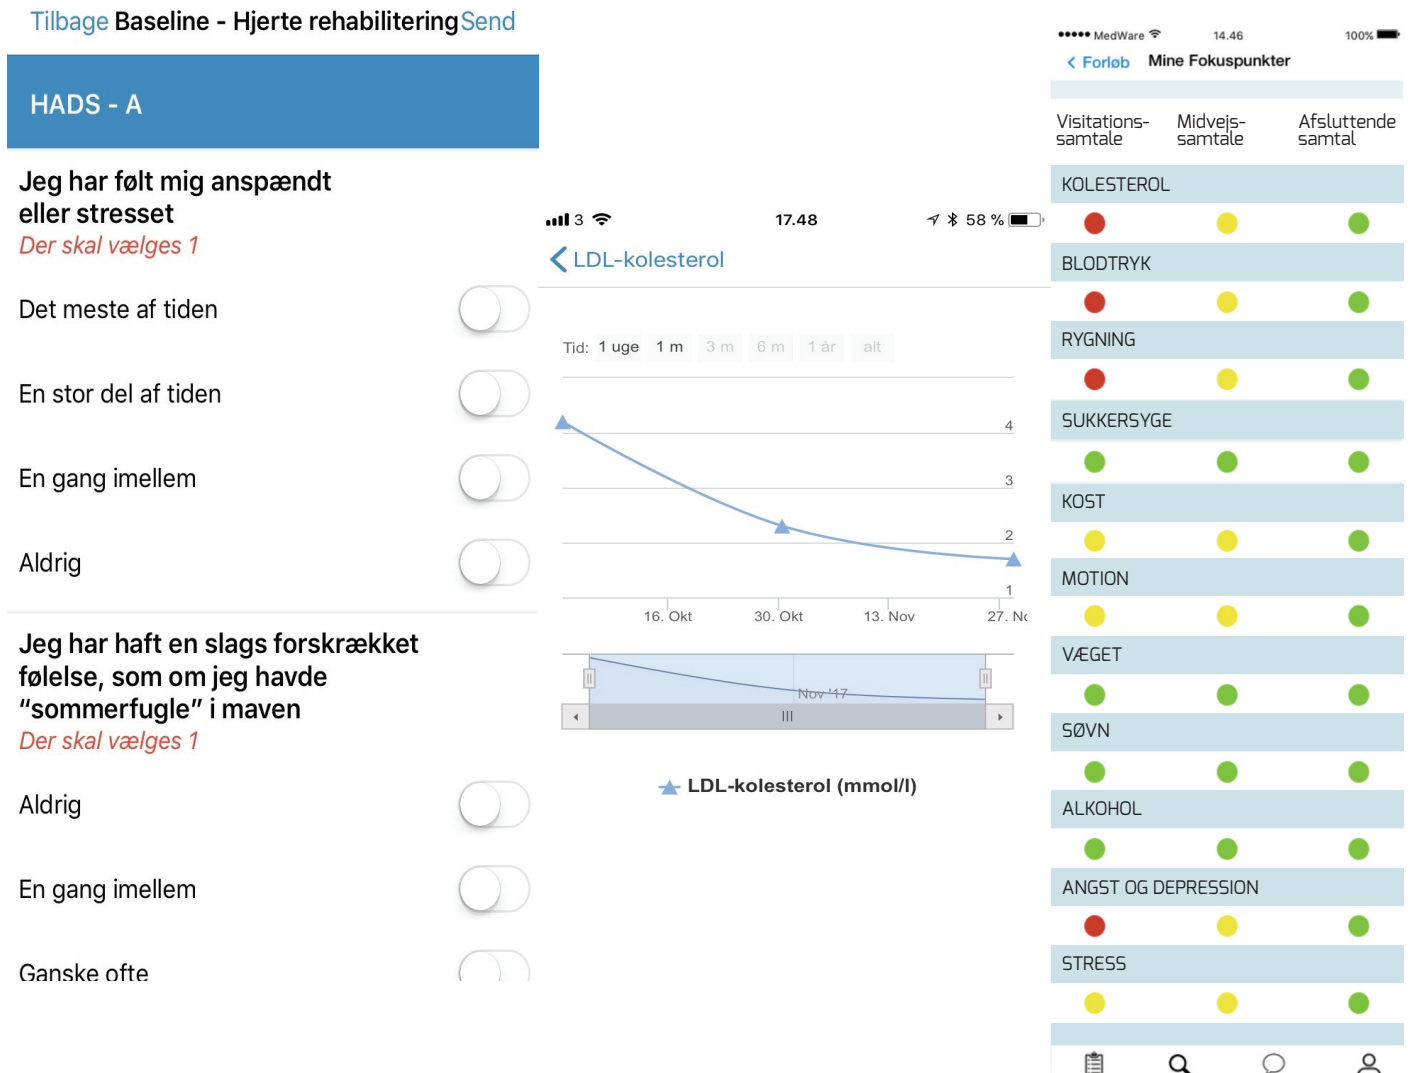 Tilbage Baseline - Hjerte rehabilitering Send
HADS - A
Jeg har følt mig anspændt
eller stresset
Der skal vælges 1
Det meste af tiden
En stor del af tiden
En gang imellem
Aldrig
Jeg har haft en slags forskrækket
følelse, som om jeg havde
“sommerfugle” i maven
Der skal vælges 1
Aldrig
En gang imellem
Ganske ofte
3 17.48 58 %
LDL-kolesterol
Tid: 1 uge 1 m 3 m 6 m 1 år alt
4
3
2
1
16. Okt 30. Okt 13. Nov 27. No
Nov '17
LDL-kolesterol (mmol/l)
MedWare 14.46 100%
Forløb Mine Fokuspunkter
Visitations- Midvejs- Afsluttende
samtale samtale samtal
KOLESTEROL
BLODTRYK
RYGNING
SUKKERSYGE
KOST
MOTION
VÆGET
SØVN
ALKOHOL
ANGST OG DEPRESSION
STRESS